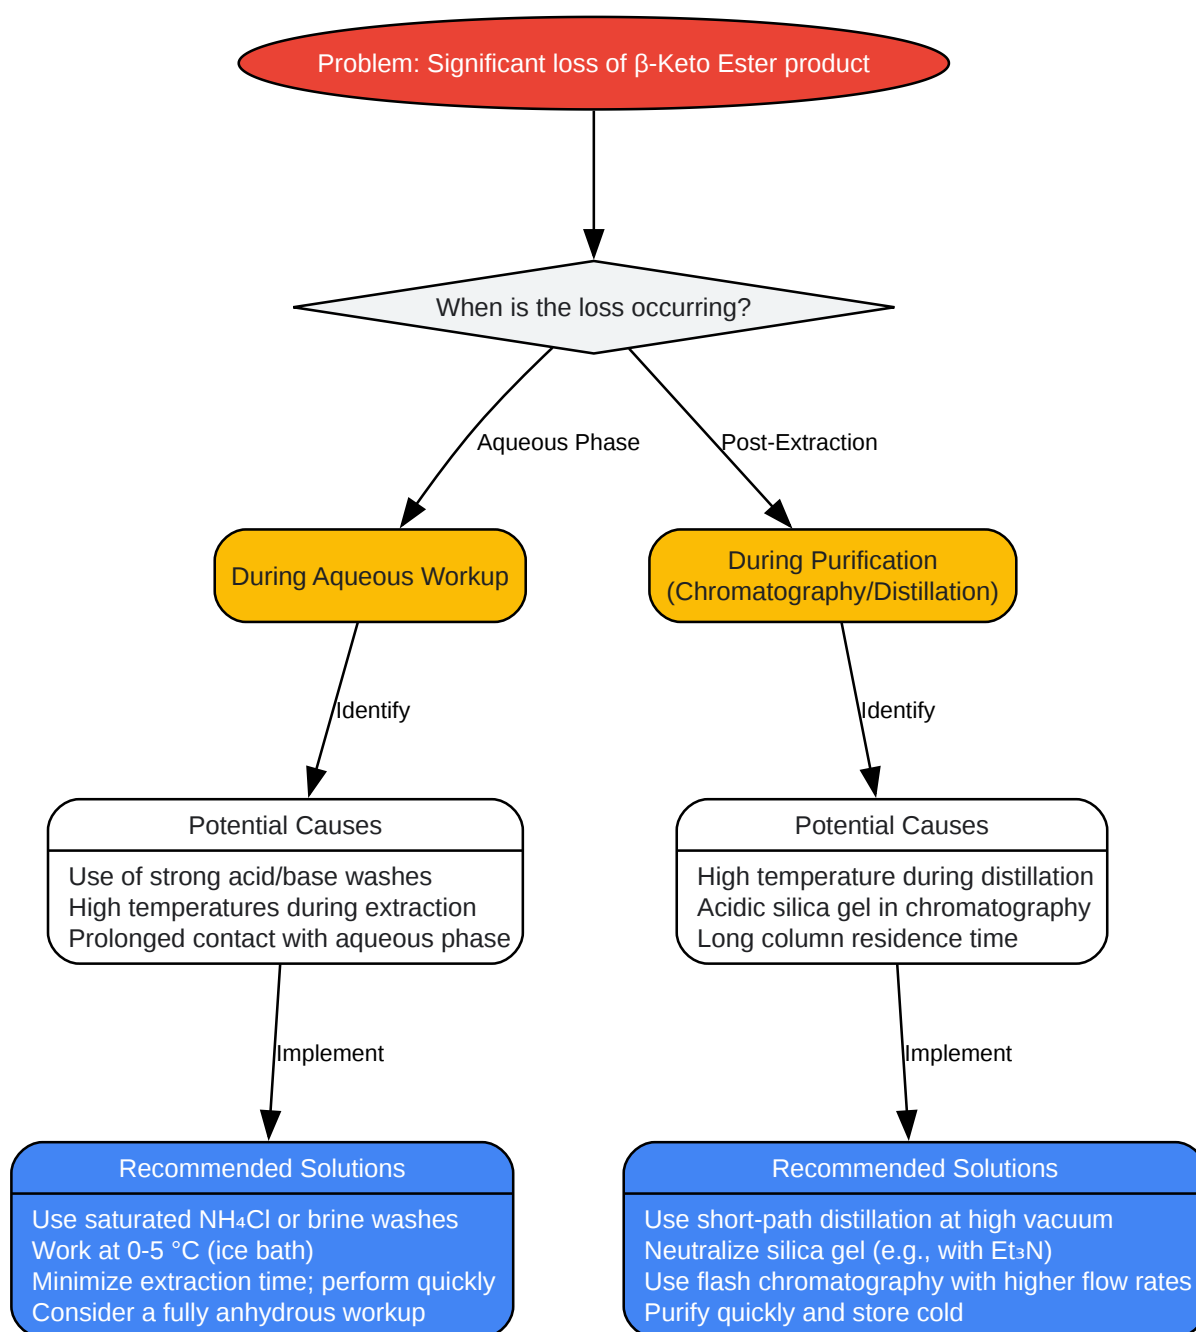 Problem: Significant loss of β-Keto Ester product
When is the loss occurring?
Aqueous Phase
Post-Extraction
During Aqueous Workup
During Purification
(Chromatography/Distillation)
Identify
Identify
Potential Causes
Use of strong acid/base washes
High temperatures during extraction
Prolonged contact with aqueous phase
Potential Causes
High temperature during distillation
Acidic silica gel in chromatography
Long column residence time
Implement
Implement
Recommended Solutions
Use saturated NH₄Cl or brine washes
Work at 0-5 °C (ice bath)
Minimize extraction time; perform quickly
Consider a fully anhydrous workup
Recommended Solutions
Use short-path distillation at high vacuum
Neutralize silica gel (e.g., with Et₃N)
Use flash chromatography with higher flow rates
Purify quickly and store cold